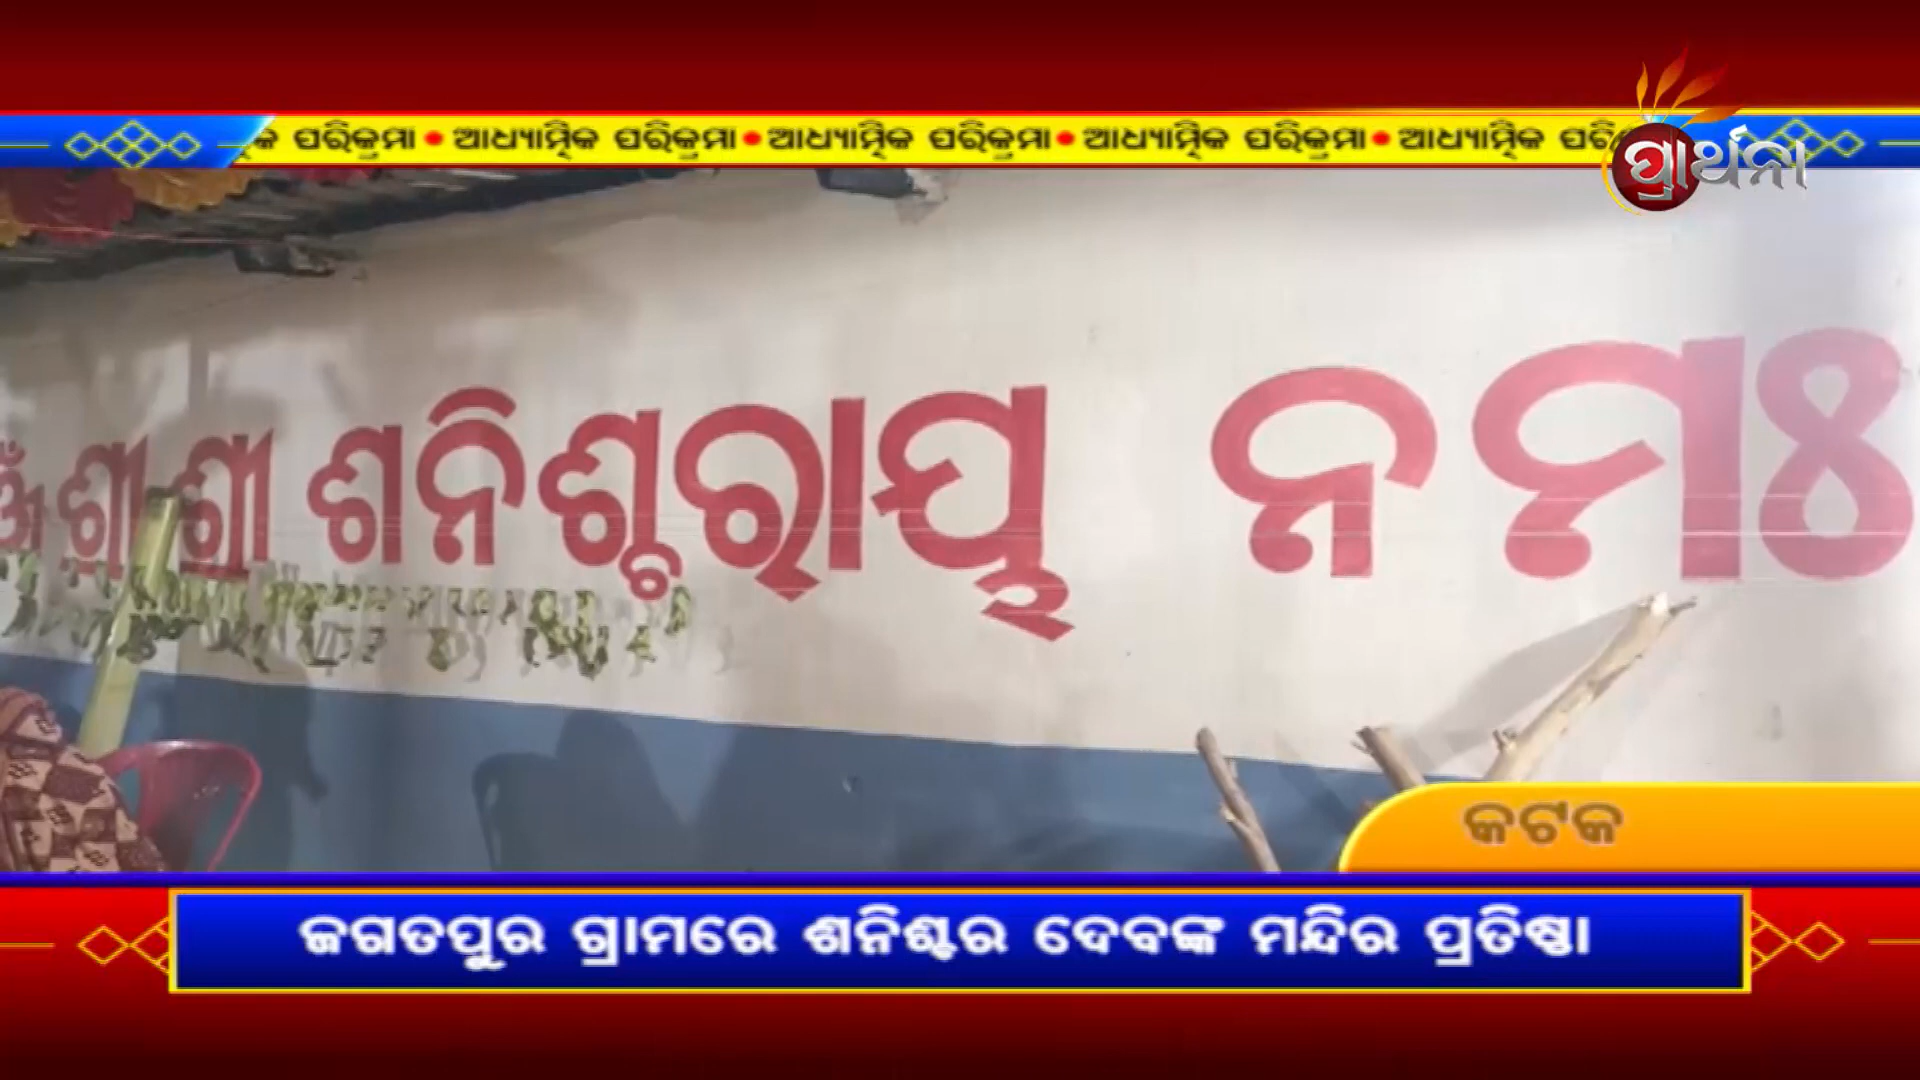 ପରିକ୍ରମା • ଆଧ୍ୟାତ୍ମିକ ପରିକ୍ରମା • ଆଧ୍ୟାତ୍ମିକ ପରିକ୍ରମା • ଆଧ୍ୟାତ୍ମିକ ପରିକ୍ରମା • ଆଧ୍ୟାତ୍ମିକ
ପ୍ରାର୍ଥନା
ଶ୍ରୀ ଶ୍ରୀ ଶନିଶ୍ଚରାୟ ନମଃ
କଟକ
ଜଗତପୁର ଗ୍ରାମରେ ଶନିଶ୍ଚର ଦେବଙ୍କ ମନ୍ଦିର ପ୍ରତିଷ୍ଠା